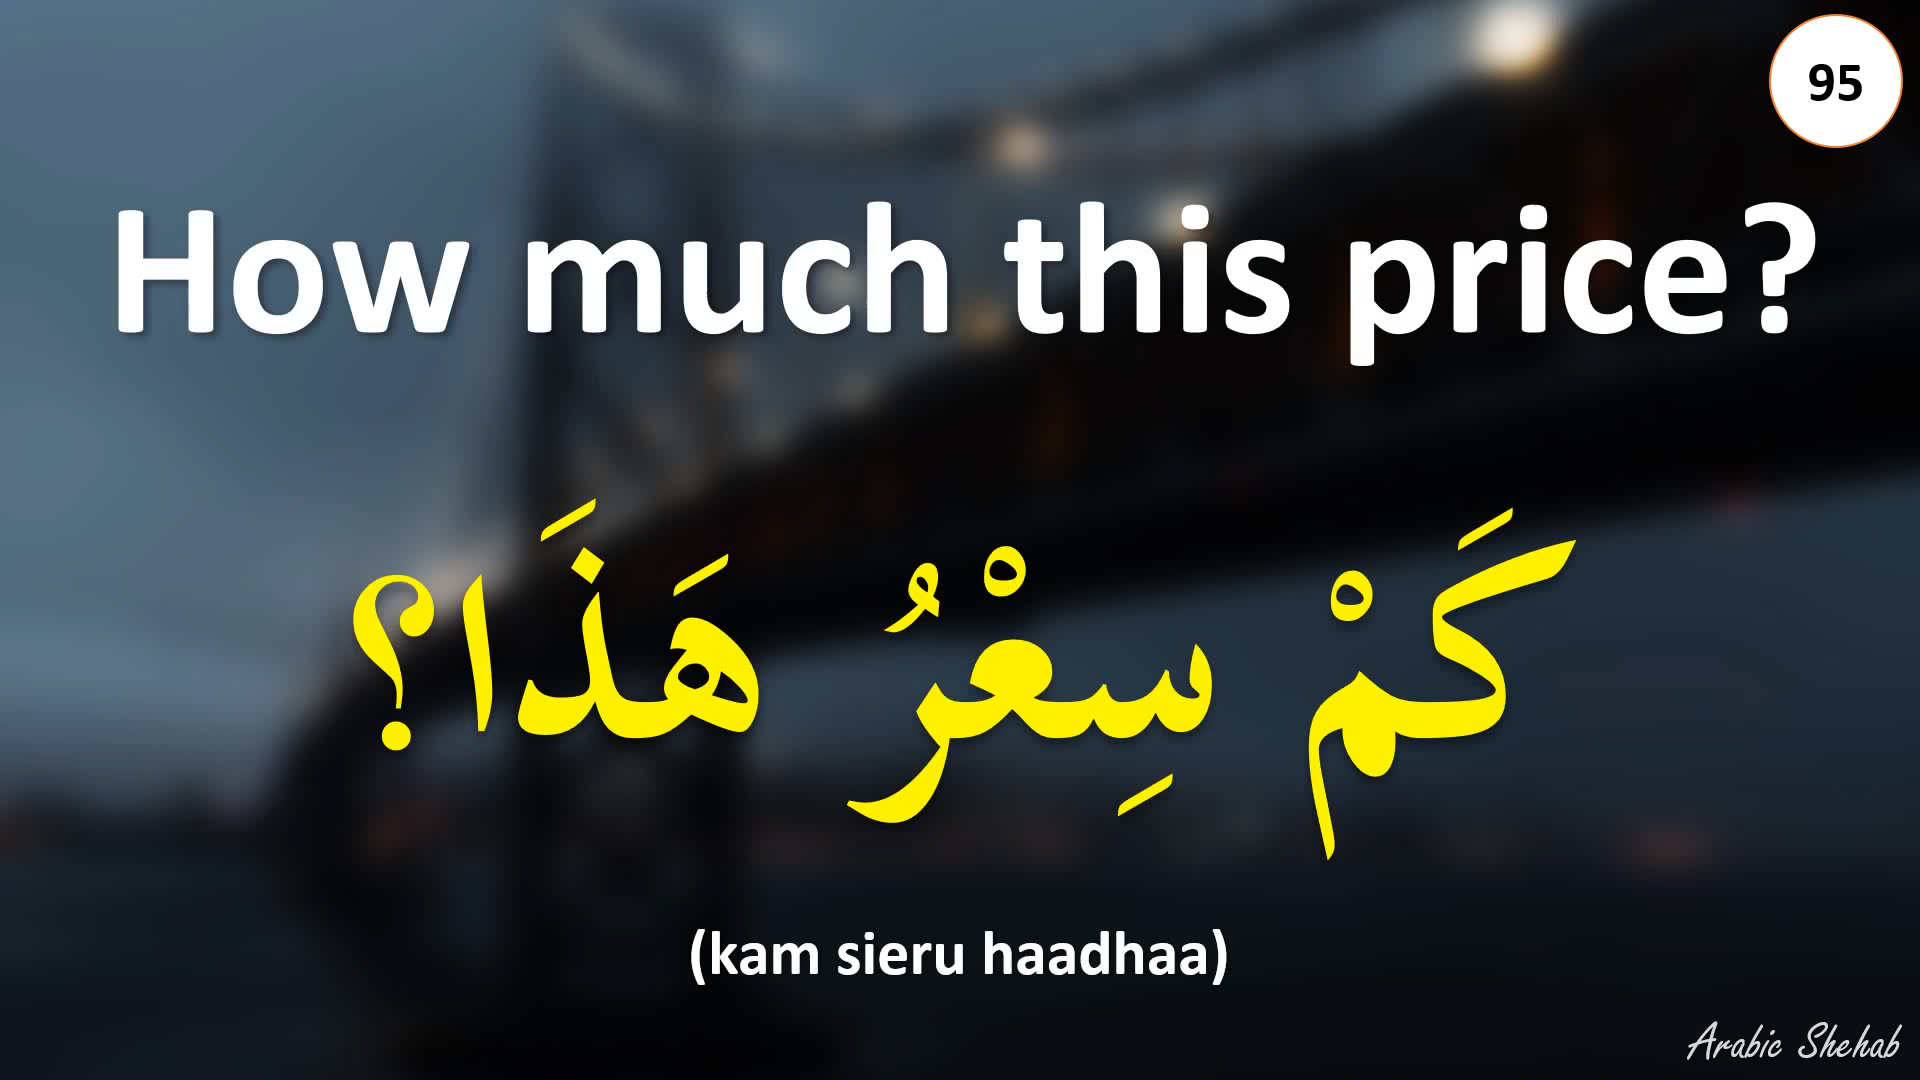 95
How much this price?
كَمْ سِعْرُ هَذَا؟
(kam sieru haadhaa)
Arabic Shehab